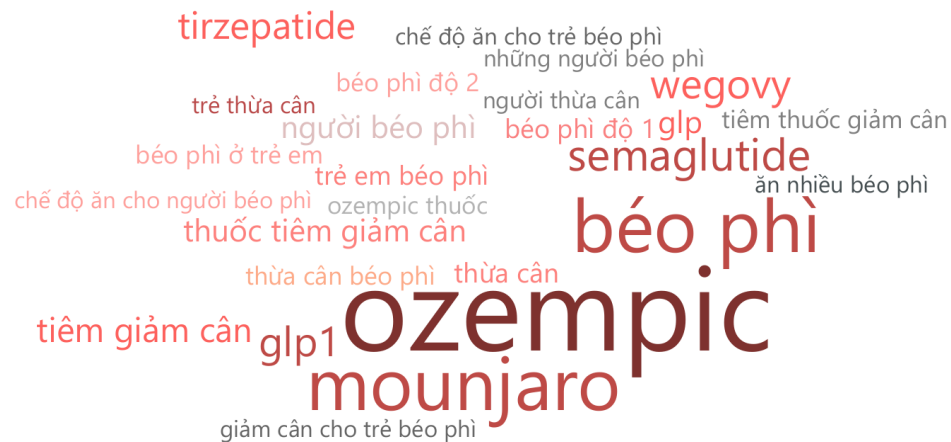 tirzepatide
chế độ ăn cho trẻ béo phì
những người béo phì
béo phì độ 2
wegovy
trẻ thừa cân
người thừa cân
người béo phì
béo phì độ 1
glp
tiêm thuốc giảm cân
béo phì ở trẻ em
semaglutide
trẻ em béo phì
ăn nhiều béo phì
chế độ ăn cho người béo phì
ozempic thuốc
béo phì
thuốc tiêm giảm cân
thừa cân béo phì
thừa cân
ozempic
tiêm giảm cân
glp1
mounjaro
giảm cân cho trẻ béo phì